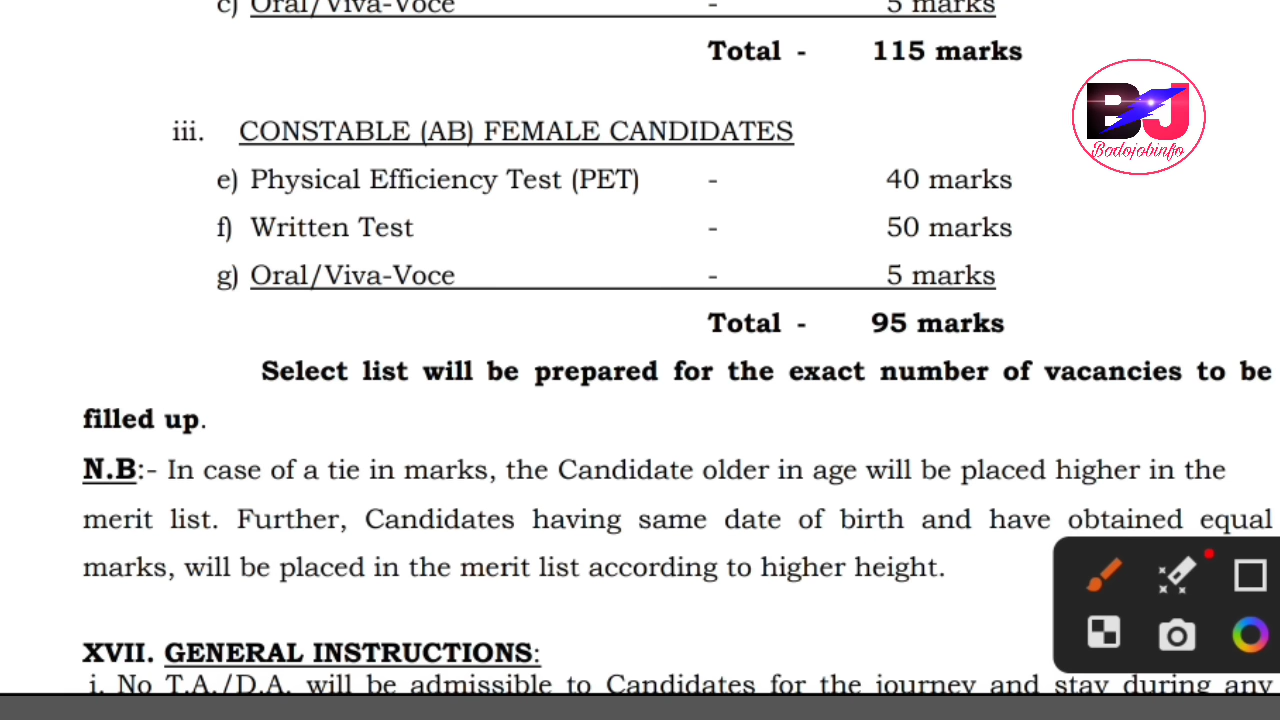 c) Oral/Viva-Voce - 5 marks
Total - 115 marks
BJ
Bodojobinfo
iii. CONSTABLE (AB) FEMALE CANDIDATES
e) Physical Efficiency Test (PET) - 40 marks
f) Written Test - 50 marks
g) Oral/Viva-Voce - 5 marks
Total - 95 marks
Select list will be prepared for the exact number of vacancies to be
filled up.
N.B:- In case of a tie in marks, the Candidate older in age will be placed higher in the
merit list. Further, Candidates having same date of birth and have obtained equal
marks, will be placed in the merit list according to higher height.
XVII. GENERAL INSTRUCTIONS:
i. No T.A./D.A. will be admissible to Candidates for the journey and stay during any